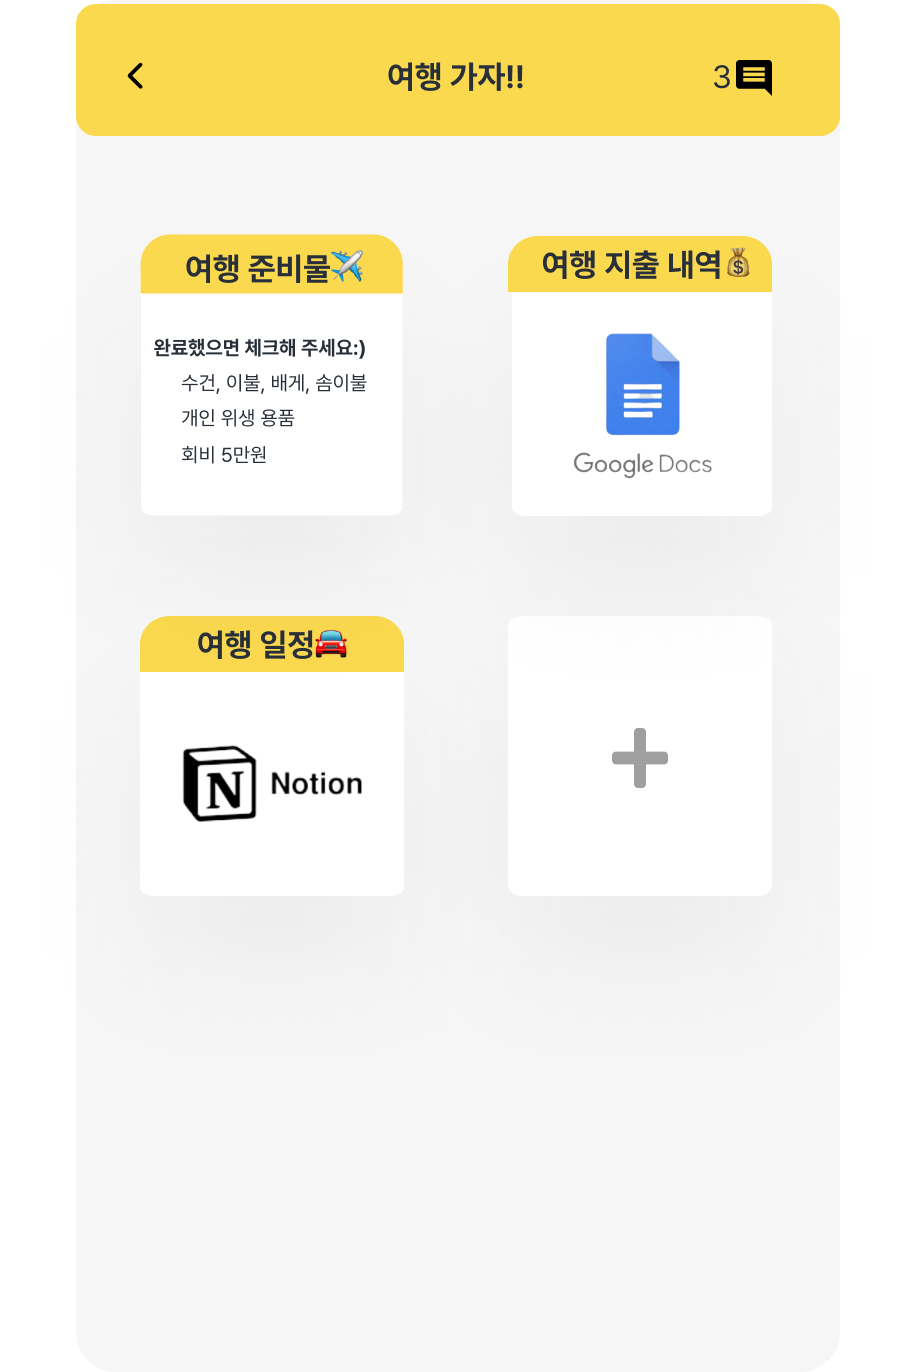 여행 가자!!
3
여행 준비물✈️
완료했으면 체크해 주세요:)
수건, 이불, 배게, 솜이불
개인 위생 용품
회비 5만원
여행 지출 내역💰
Google Docs
여행 일정🚘
N Notion